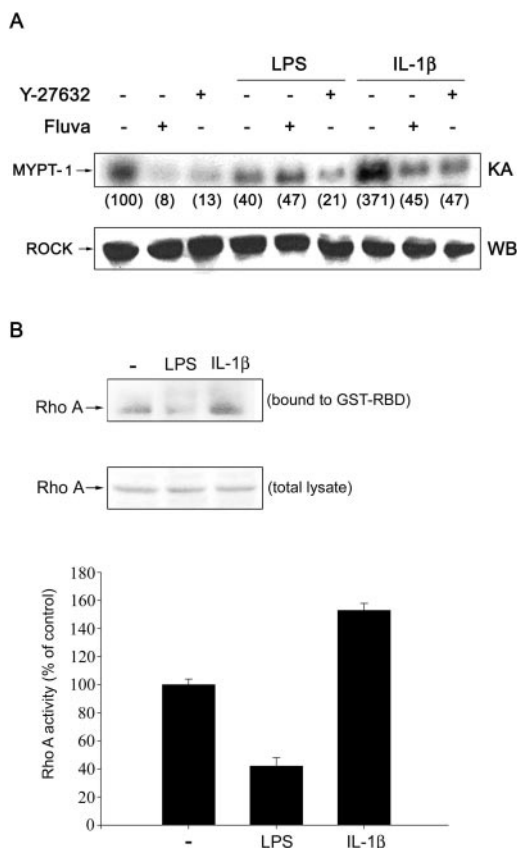 A
LPS IL-1β
Y-27632 - - + - - + - - +
Fluva - + - - + - - + -
MYPT-1 KA
(100) (8) (13) (40) (47) (21) (371) (45) (47)
ROCK WB
B
- LPS IL-1β
Rho A (bound to GST-RBD)
Rho A (total lysate)
Rho A activity (% of control)
180
160
140
120
100
80
60
40
20
0
- LPS IL-1β